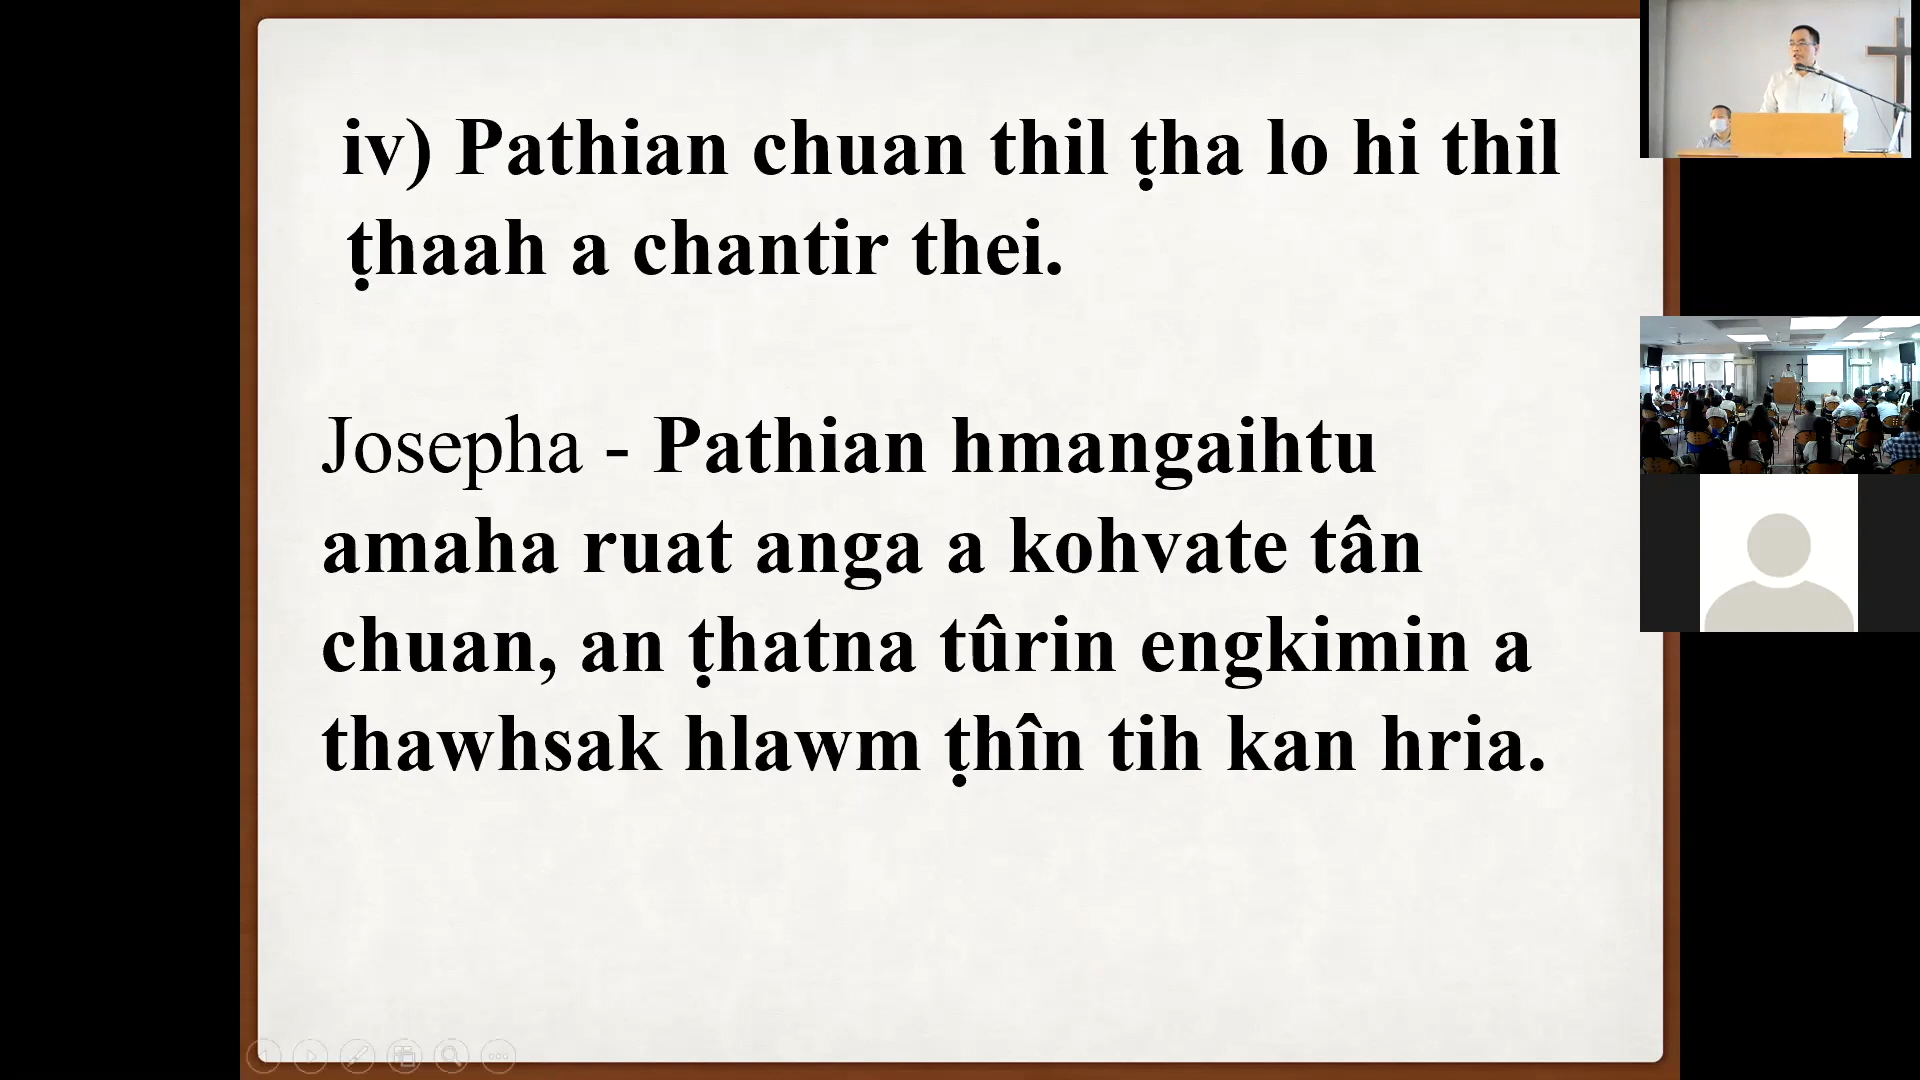 iv) Pathian chuan thil ṭha lo hi thil
ṭhaah a chantir thei.
Josepha - Pathian hmangaihtu
amaha ruat anga a kohvate tân
chuan, an ṭhatna tûrin engkimin a
thawhsak hlawm ṭhîn tih kan hria.